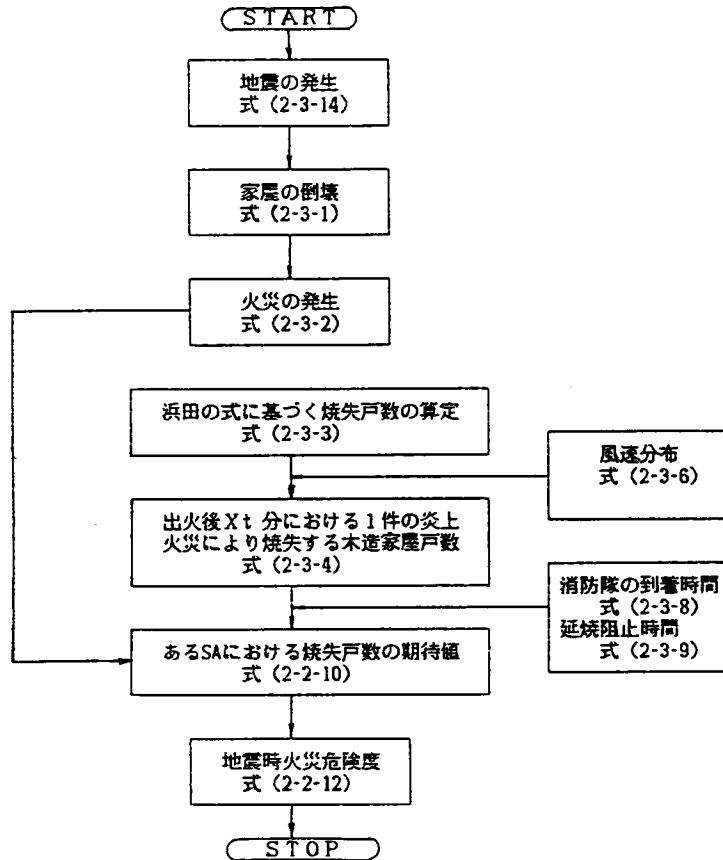 START
地震の発生
式 (2-3-14)
家屋の倒壊
式 (2-3-1)
火災の発生
式 (2-3-2)
浜田の式に基づく焼失戸数の算定
式 (2-3-3)
風速分布
式 (2-3-6)
出火後Xt分における1件の炎上
火災により焼失する木造家屋戸数
式 (2-3-4)
消防隊の到着時間
式 (2-3-8)
延焼阻止時間
式 (2-3-9)
あるSAにおける焼失戸数の期待値
式 (2-2-10)
地震時火災危険度
式 (2-2-12)
STOP